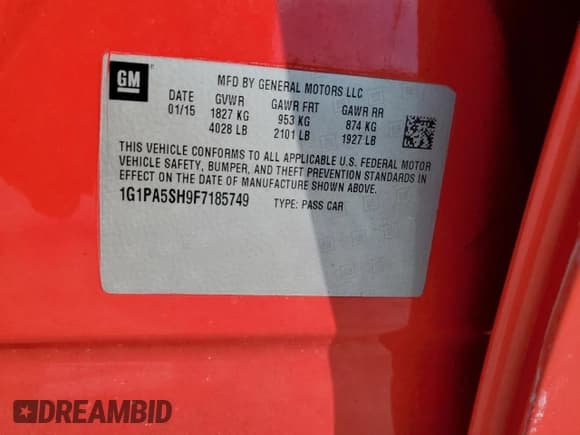 GM
MFD BY GENERAL MOTORS LLC
DATE GVWR GAWR FRT GAWR RR
01/15 1827 KG 953 KG 874 KG
4028 LB 2101 LB 1927 LB
THIS VEHICLE CONFORMS TO ALL APPLICABLE U.S. FEDERAL MOTOR
VEHICLE SAFETY, BUMPER, AND THEFT PREVENTION STANDARDS IN
EFFECT ON THE DATE OF MANUFACTURE SHOWN ABOVE.
1G1PA5SH9F7185749 TYPE: PASS CAR
DREAMBID